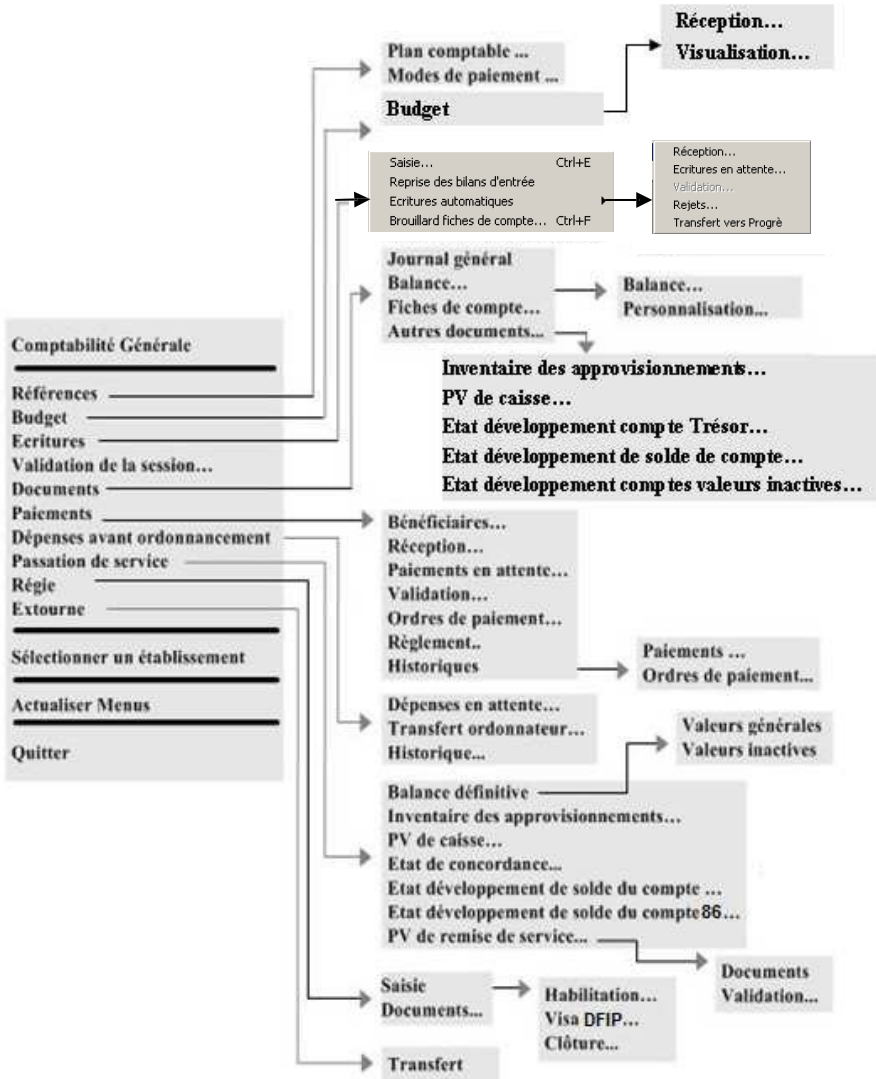 Réception...
Visualisation...
Plan comptable ...
Modes de paiement ...
Budget
Saisie... Ctrl+E
Reprise des bilans d'entrée
Ecritures automatiques
Brouillard fiches de compte... Ctrl+F
Réception...
Ecritures en attente...
Validation...
Rejets...
Transfert vers Progrè
Journal général
Balance...
Fiches de compte...
Autres documents...
Balance...
Personnalisation...
Inventaire des approvisionnements...
PV de caisse...
Etat développement compte Trésor...
Etat développement de solde de compte...
Etat développement comptes valeurs inactives...
Comptabilité Générale
Références
Budget
Ecritures
Validation de la session...
Documents
Paiements
Dépenses avant ordonnancement
Passation de service
Régie
Extourne
Sélectionner un établissement
Actualiser Menus
Quitter
Bénéficiaires...
Réception...
Paiements en attente...
Validation...
Ordres de paiement...
Règlement..
Historiques
Paiements ...
Ordres de paiement...
Dépenses en attente...
Transfert ordonnateur...
Historique...
Valeurs générales
Valeurs inactives
Balance définitive
Inventaire des approvisionnements...
PV de caisse...
Etat de concordance...
Etat développement de solde du compte ...
Etat développement de solde du compte 86...
PV de remise de service...
Documents
Validation...
Saisie
Documents...
Habilitation...
Visa DFIP...
Clôture...
Transfert